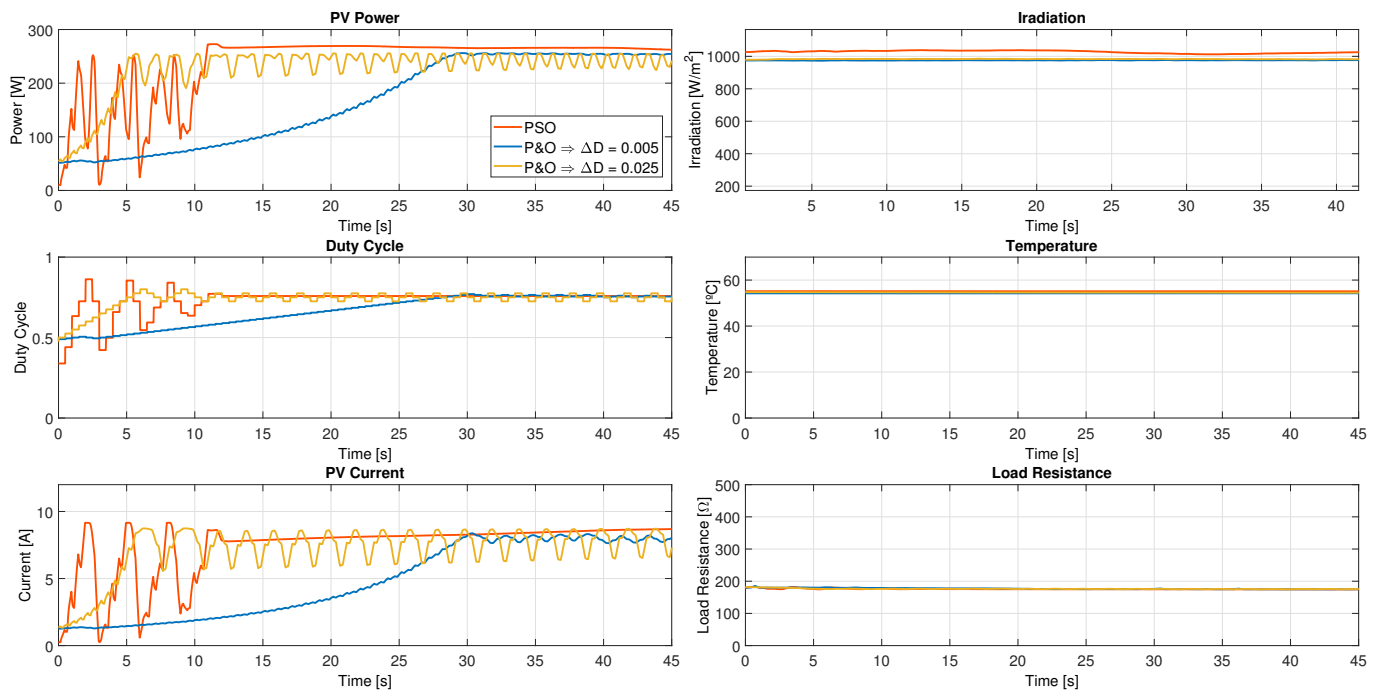 PV Power
Power [W]
300
200
100
0
0 5 10 15 20 25 30 35 40 45
Time [s]
PSO
P&O ⇒ ΔD = 0.005
P&O ⇒ ΔD = 0.025
Iradiation
Irradiation [W/m²]
1000
800
600
400
200
5 10 15 20 25 30 35 40
Time [s]
Duty Cycle
Duty Cycle
1
0.5
0
0 5 10 15 20 25 30 35 40 45
Time [s]
Temperature
Temperature [ºC]
60
40
20
0
0 5 10 15 20 25 30 35 40 45
Time [s]
PV Current
Current [A]
10
5
0
0 5 10 15 20 25 30 35 40 45
Time [s]
Load Resistance
Load Resistance [Ω]
500
400
300
200
100
0
0 5 10 15 20 25 30 35 40 45
Time [s]